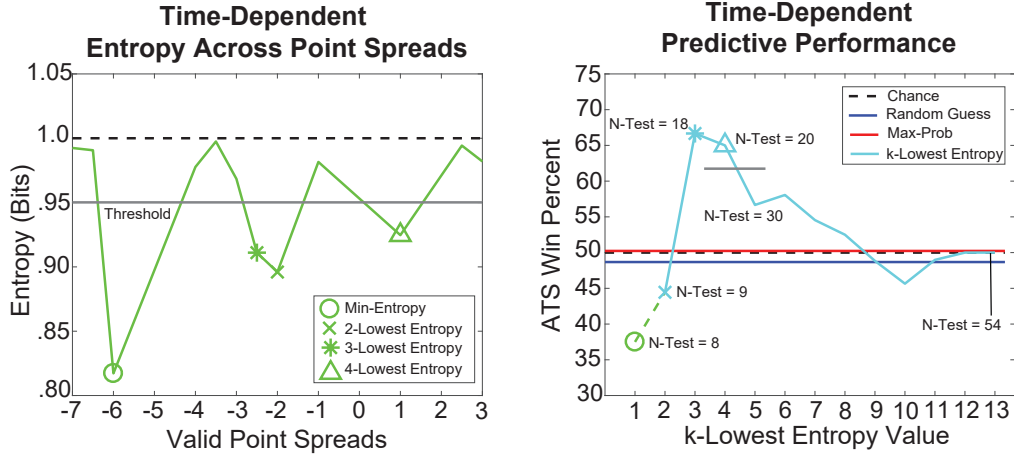 Time-Dependent
Entropy Across Point Spreads
1.05
1.0
.95
.90
.85
.80
Entropy (Bits)
Threshold
Min-Entropy
2-Lowest Entropy
3-Lowest Entropy
4-Lowest Entropy
-7 -6 -5 -4 -3 -2 -1 0 1 2 3
Valid Point Spreads
Time-Dependent
Predictive Performance
75
70
65
60
55
50
45
40
35
30
ATS Win Percent
Chance
Random Guess
Max-Prob
k-Lowest Entropy
N-Test = 18
N-Test = 20
N-Test = 30
N-Test = 9
N-Test = 8
N-Test = 54
1 2 3 4 5 6 7 8 9 10 11 12 13
k-Lowest Entropy Value